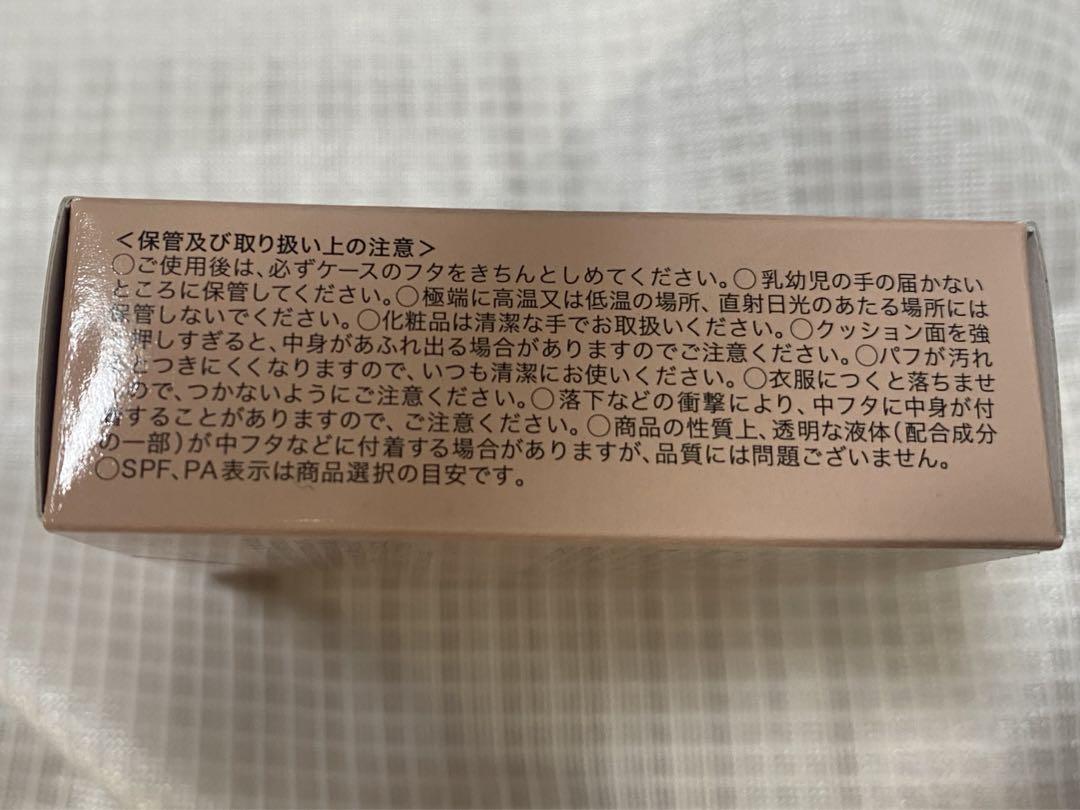 ＜保管及び取り扱い上の注意＞
○ご使用後は、必ずケースのフタをきちんとしめてください。○乳幼児の手の届かない
ところに保管してください。○極端に高温又は低温の場所、直射日光のあたる場所には
保管しないでください。○化粧品は清潔な手でお取扱いください。○クッション面を強
押しすぎると、中身があふれ出る場合がありますのでご注意ください。○パフが汚れ
とつきにくくなりますので、いつも清潔にお使いください。○衣服につくと落ちませ
ので、つかないようにご注意ください。○落下などの衝撃により、中フタに中身が付
着することがありますので、ご注意ください。○商品の性質上、透明な液体（配合成分
の一部）が中フタなどに付着する場合がありますが、品質には問題ございません。
○SPF、PA表示は商品選択の目安です。